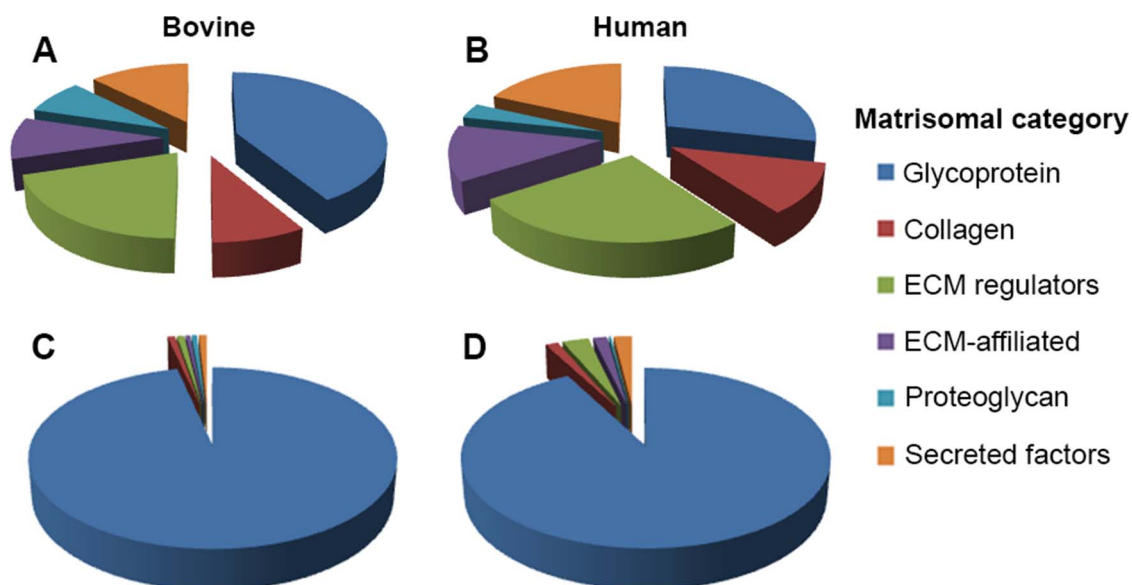 Bovine
Human
A
B
C
D
Matrisomal category
Glycoprotein
Collagen
ECM regulators
ECM-affiliated
Proteoglycan
Secreted factors